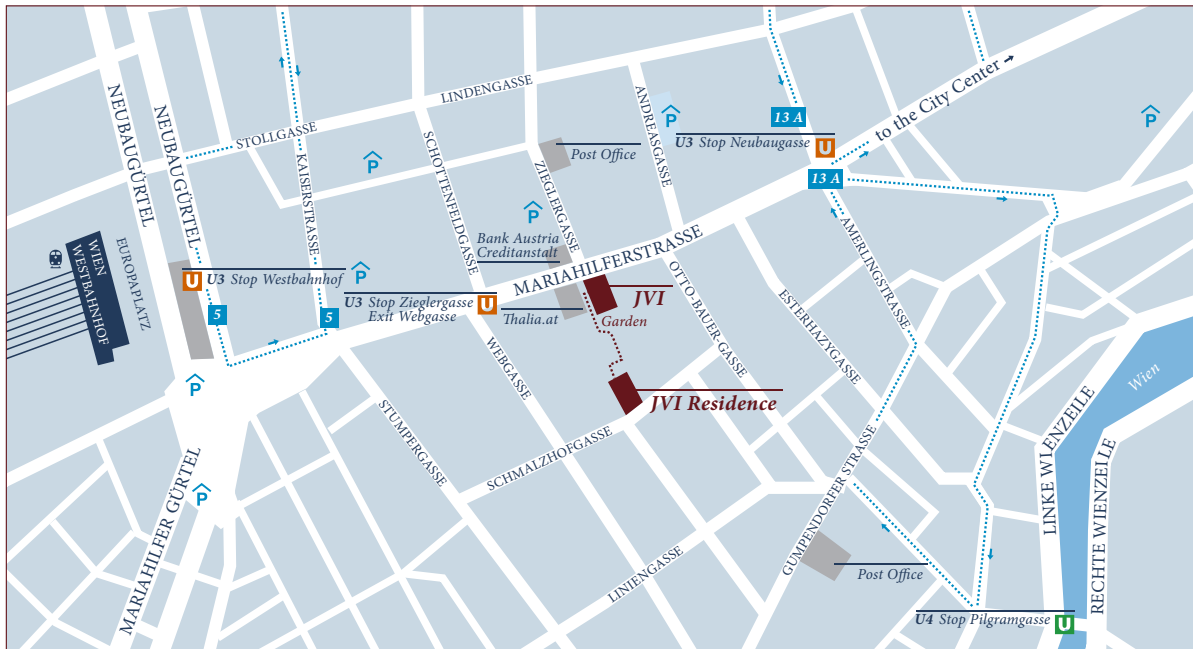 NEUBAUGÜRTEL
NEUBAUGÜRTEL
STOLLGASSE
KAISERSTRASSE
LINDENGASSE
SCHOTTENFELDGASSE
ZIEGLERGASSE
ANDREASGASSE
Post Office
P
P
P
P
P
P
P
13 A
U3 Stop Neubaugasse
U
to the City Center
13 A
WIEN
WESTBAHNHOF
EUROPAPLATZ
U
U3 Stop Westbahnhof
5
5
Bank Austria
Creditanstalt
MARIAHILFERSTRASSE
U3 Stop Zieglergasse
Exit Webgasse
U
Thalia.at
JVI
Garden
JVI Residence
OTTO-BAUER-GASSE
ESTERHAZYGASSE
AMERLINGSTRASSE
WEBGASSE
STUMPERGASSE
SCHMALZHOFGASSE
LINIENGASSE
GUMPENDORFER STRASSE
MARIAHILFER GÜRTEL
Post Office
Wien
LINKE WIENZEILE
RECHTE WIENZEILE
U4 Stop Pilgramgasse
U